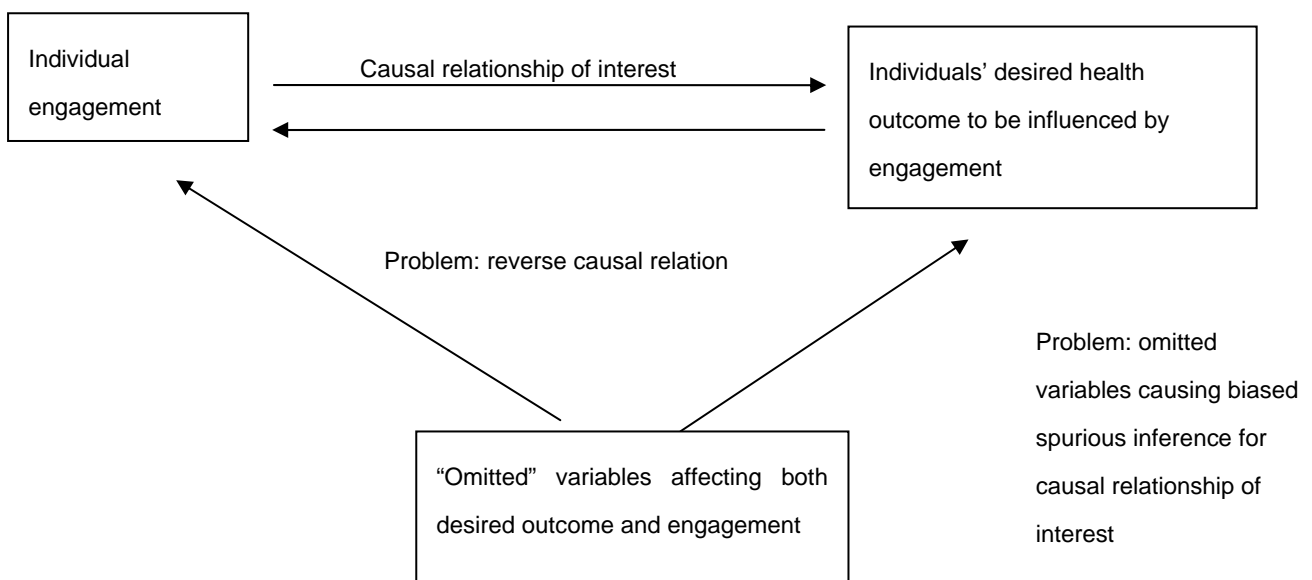 Individual
engagement
Causal relationship of interest
Individuals’ desired health
outcome to be influenced by
engagement
Problem: reverse causal relation
Problem: omitted
variables causing biased
spurious inference for
causal relationship of
interest
“Omitted” variables affecting both
desired outcome and engagement